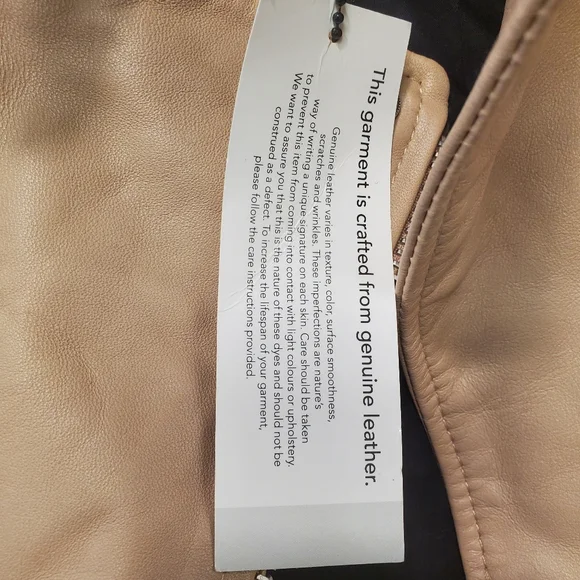 This garment is crafted from genuine leather.
Genuine leather varies in texture, color, surface smoothness,
scratches and wrinkles. These imperfections are nature's
way of writing a unique signature on each skin. Care should be taken
to prevent this item from coming into contact with light colours or upholstery.
We want to assure you that this is the nature of these dyes and should not be
construed as a defect. To increase the lifespan of your garment,
please follow the care instructions provided.